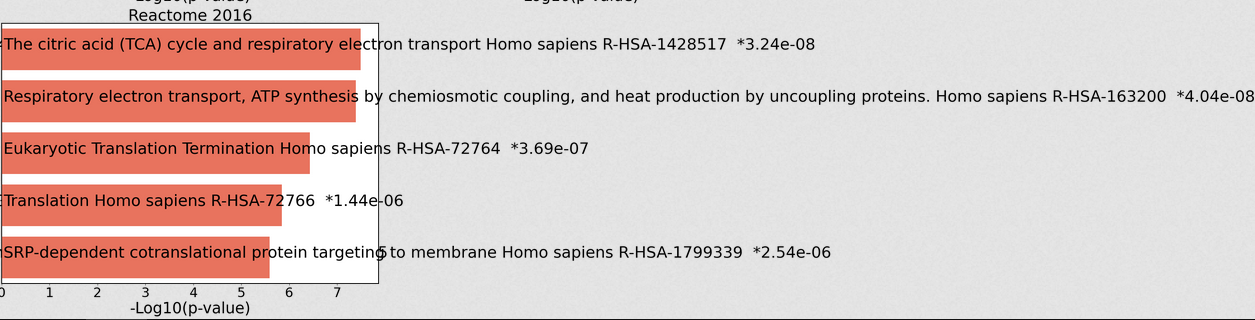 -Log10(p-value) -Log10(p-value)
Reactome 2016
The citric acid (TCA) cycle and respiratory electron transport Homo sapiens R-HSA-1428517 *3.24e-08
Respiratory electron transport, ATP synthesis by chemiosmotic coupling, and heat production by uncoupling proteins. Homo sapiens R-HSA-163200 *4.04e-08
Eukaryotic Translation Termination Homo sapiens R-HSA-72764 *3.69e-07
Translation Homo sapiens R-HSA-72766 *1.44e-06
SRP-dependent cotranslational protein targeting to membrane Homo sapiens R-HSA-1799339 *2.54e-06
0 1 2 3 4 5 6 7
-Log10(p-value)